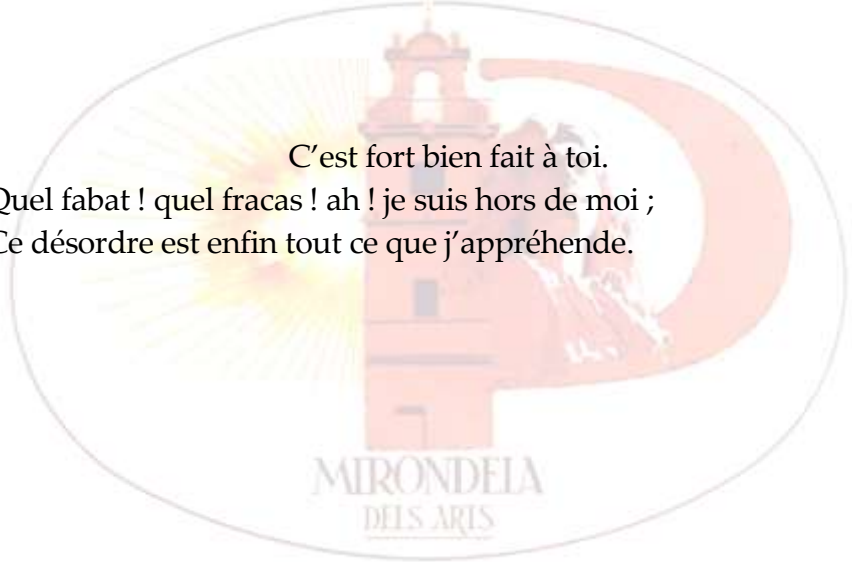 C’est fort bien fait à toi.
Quel fabat ! quel fracas ! ah ! je suis hors de moi ;
Ce désordre est enfin tout ce que j’appréhende.
MIRONDELA
DELS ARTS